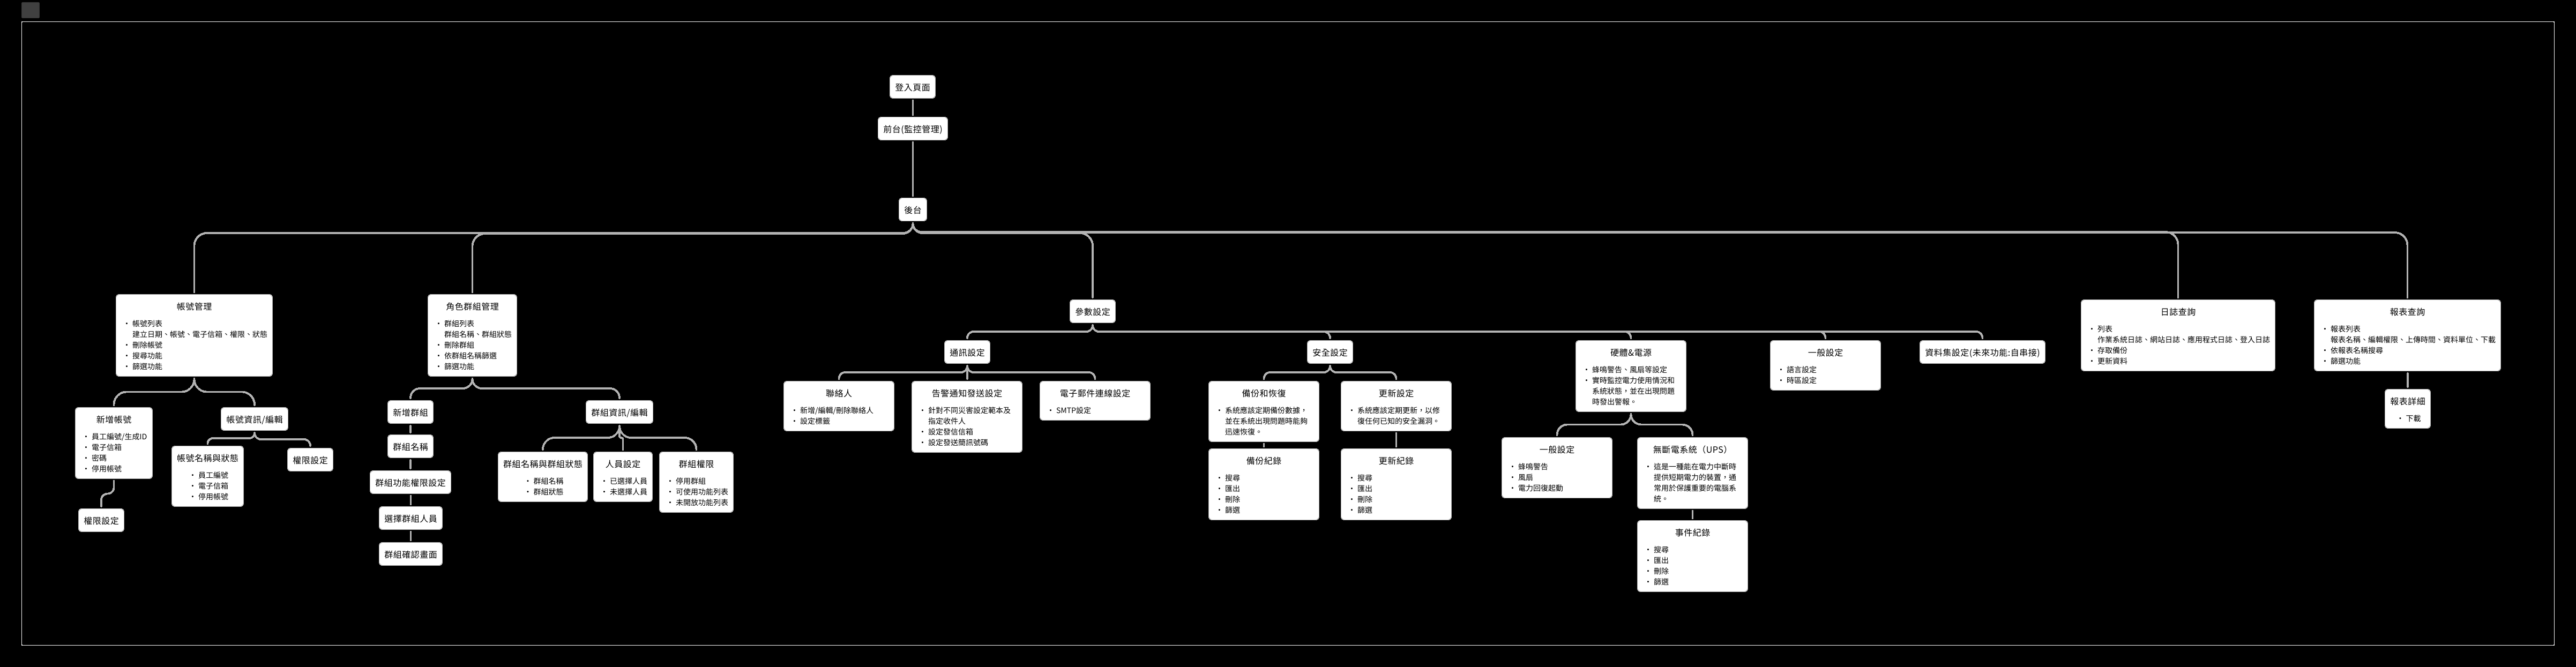 登入頁面
前台(監控管理)
後台
帳號管理
• 帳號列表
建立日期、帳號、電子信箱、權限、狀態
• 刪除帳號
• 搜尋功能
• 篩選功能
新增帳號
• 員工編號/生成ID
• 電子信箱
• 密碼
• 停用帳號
權限設定
帳號資訊/編輯
帳號名稱與狀態
• 員工編號
• 電子信箱
• 停用帳號
權限設定
角色群組管理
• 群組列表
群組名稱、群組狀態
• 刪除群組
• 依群組名稱篩選
• 篩選功能
新增群組
群組名稱
群組功能權限設定
選擇群組人員
群組確認畫面
群組資訊/編輯
群組名稱與群組狀態
• 群組名稱
• 群組狀態
人員設定
• 已選擇人員
• 未選擇人員
群組權限
• 停用群組
• 可使用功能列表
• 未開放功能列表
參數設定
通訊設定
聯絡人
• 新增/編輯/刪除聯絡人
• 設定標籤
告警通知發送設定
• 針對不同災害設定範本及
指定收件人
• 設定發信信箱
• 設定發送簡訊號碼
電子郵件連線設定
• SMTP設定
安全設定
備份和恢復
• 系統應該定期備份數據，
並在系統出現問題時能夠
迅速恢復。
備份紀錄
• 搜尋
• 匯出
• 刪除
• 篩選
更新設定
• 系統應該定期更新，以修
復任何已知的安全漏洞。
更新紀錄
• 搜尋
• 匯出
• 刪除
• 篩選
硬體&電源
• 蜂鳴警告、風扇等設定
• 實時監控電力使用情況和
系統狀態，並在出現問題
時發出警報。
一般設定
• 蜂鳴警告
• 風扇
• 電力回復起動
無斷電系統（UPS）
• 這是一種能在電力中斷時
提供短期電力的裝置，通
常用於保護重要的電腦系
統。
事件紀錄
• 搜尋
• 匯出
• 刪除
• 篩選
一般設定
• 語言設定
• 時區設定
資料集設定(未來功能:自串接)
日誌查詢
• 列表
作業系統日誌、網站日誌、應用程式日誌、登入日誌
• 存取備份
• 更新資料
報表查詢
• 報表列表
報表名稱、編輯權限、上傳時間、資料單位、下載
• 依報表名稱搜尋
• 篩選功能
報表詳細
• 下載